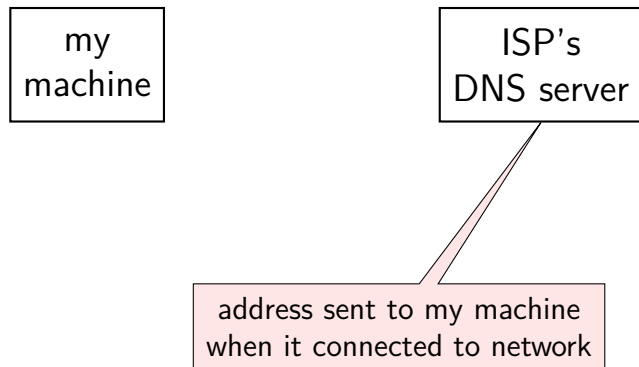 my
machine
ISP's
DNS server
address sent to my machine
when it connected to network